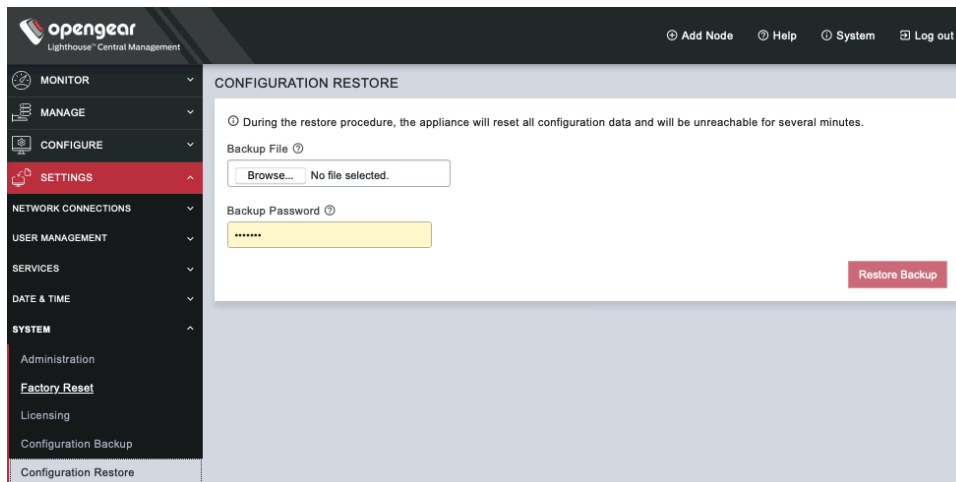 opengear
Lighthouse™ Central Management
Add Node
Help
System
Log out
MONITOR
MANAGE
CONFIGURE
SETTINGS
NETWORK CONNECTIONS
USER MANAGEMENT
SERVICES
DATE & TIME
SYSTEM
Administration
Factory Reset
Licensing
Configuration Backup
Configuration Restore
CONFIGURATION RESTORE
During the restore procedure, the appliance will reset all configuration data and will be unreachable for several minutes.
Backup File
Browse... No file selected.
Backup Password
•••••••
Restore Backup